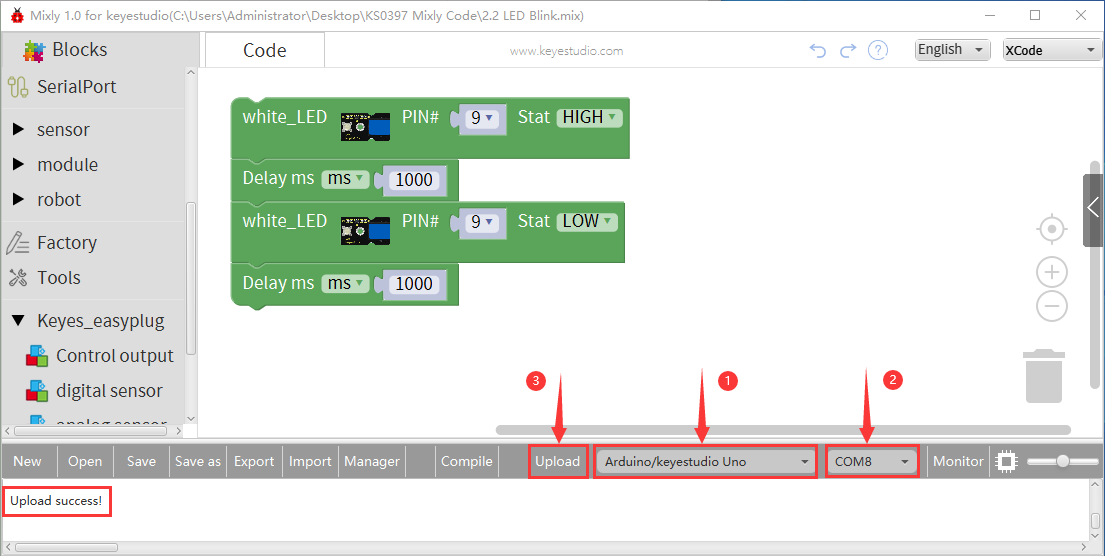 Mixly 1.0 for keyestudio(C:\Users\Administrator\Desktop\KS0397 Mixly Code\2.2 LED Blink.mix)
Blocks
Code
www.keyestudio.com
?
English
XCode
SerialPort
sensor
module
robot
Factory
Tools
Keyes_easyplug
Control output
digital sensor
analog sensor
white_LED PIN# 9 Stat HIGH
Delay ms ms 1000
white_LED PIN# 9 Stat LOW
Delay ms ms 1000
3
1
2
New Open Save Save as Export Import Manager Compile Upload Arduino/keyestudio Uno COM8 Monitor
Upload success!